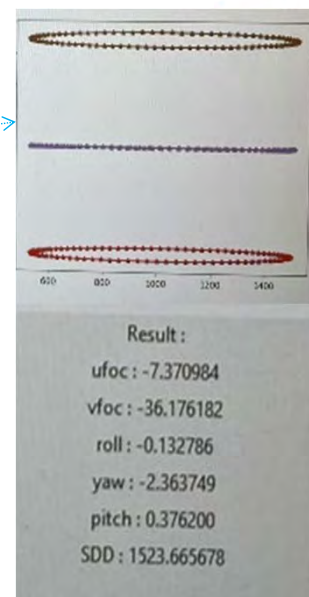 600 800 1000 1200 1400
Result :
ufoc : -7.370984
vfoc : -36.176182
roll : -0.132786
yaw : -2.363749
pitch : 0.376200
SDD : 1523.665678